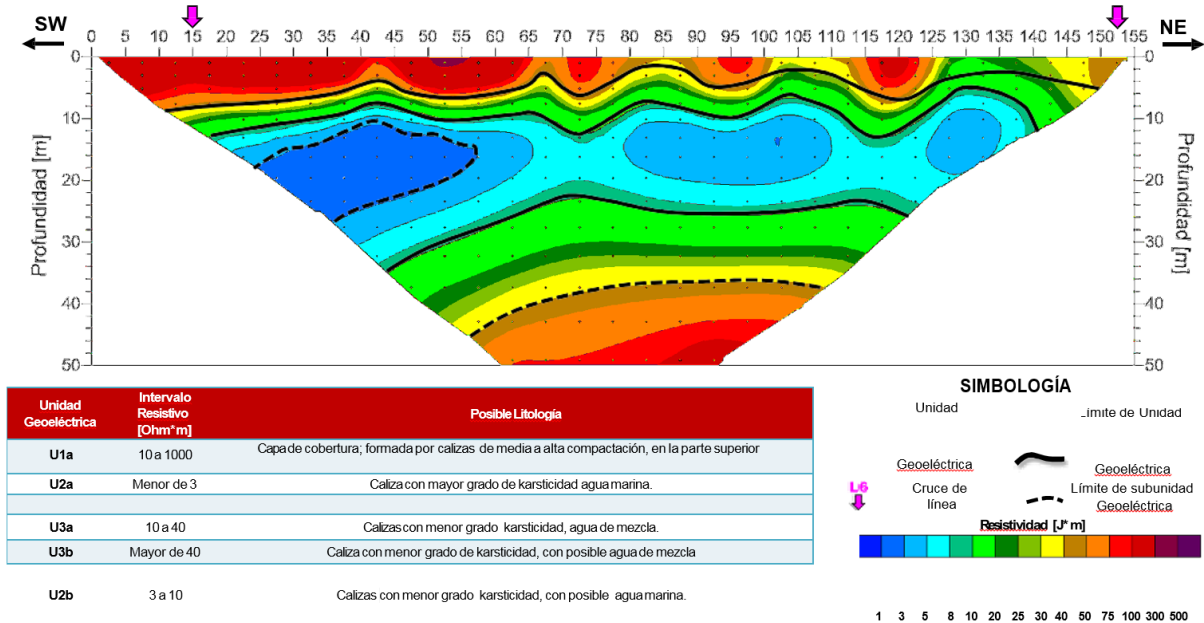 SW
NE
0 5 10 15 20 25 30 35 40 45 50 55 60 65 70 75 80 85 90 95 100 105 110 115 120 125 130 135 140 145 150 155
0
10
20
30
40
50
Profundidad [m]
0
10
20
30
40
50
Profundidad [m]
Unidad Intervalo Posible Litología
Geoeléctrica Resistivo
[Ohm*m]
U1a 10 a 1000 Capa de cobertura; formada por calizas de media a alta compactación, en la parte superior
U2a Menor de 3 Caliza con mayor grado de karsticidad agua marina.
U3a 10 a 40 Calizas con menor grado karsticidad, agua de mezcla.
U3b Mayor de 40 Caliza con menor grado de karsticidad, con posible agua de mezcla
U2b 3 a 10 Calizas con menor grado karsticidad, con posible agua marina.
SIMBOLOGÍA
Unidad ímite de Unidad
Geoeléctrica Geoeléctrica
L6 Cruce de Límite de subunidad
línea Geoeléctrica
Resistividad [J* m]
1 3 5 8 10 20 25 30 40 50 75 100 300 500